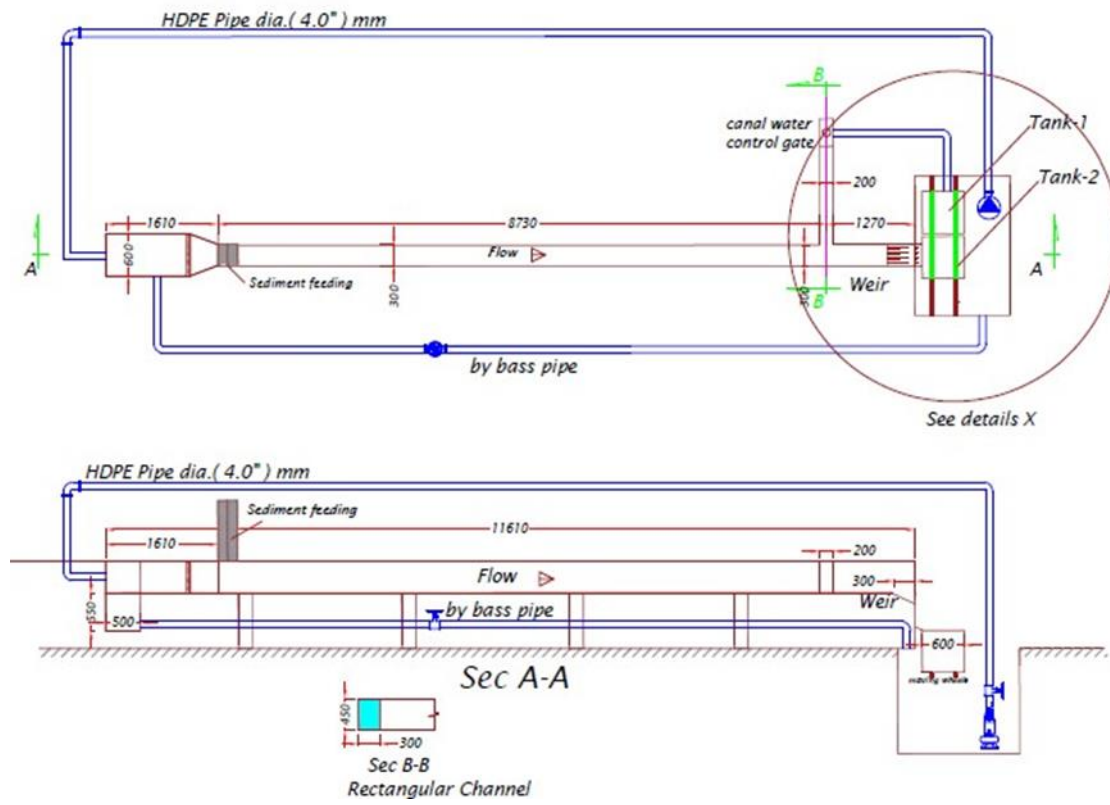 HDPE Pipe dia.( 4.0" ) mm
B
canal water
control gate
Tank-1
Tank-2
200
1610
8730
1270
600
A
Sediment feeding
300
Flow
300
B
Weir
A
by bass pipe
See details X
HDPE Pipe dia.( 4.0" ) mm
Sediment feeding
11610
1610
200
Flow
300
Weir
550
500
by bass pipe
600
moving wheels
Sec A-A
450
300
Sec B-B
Rectangular Channel